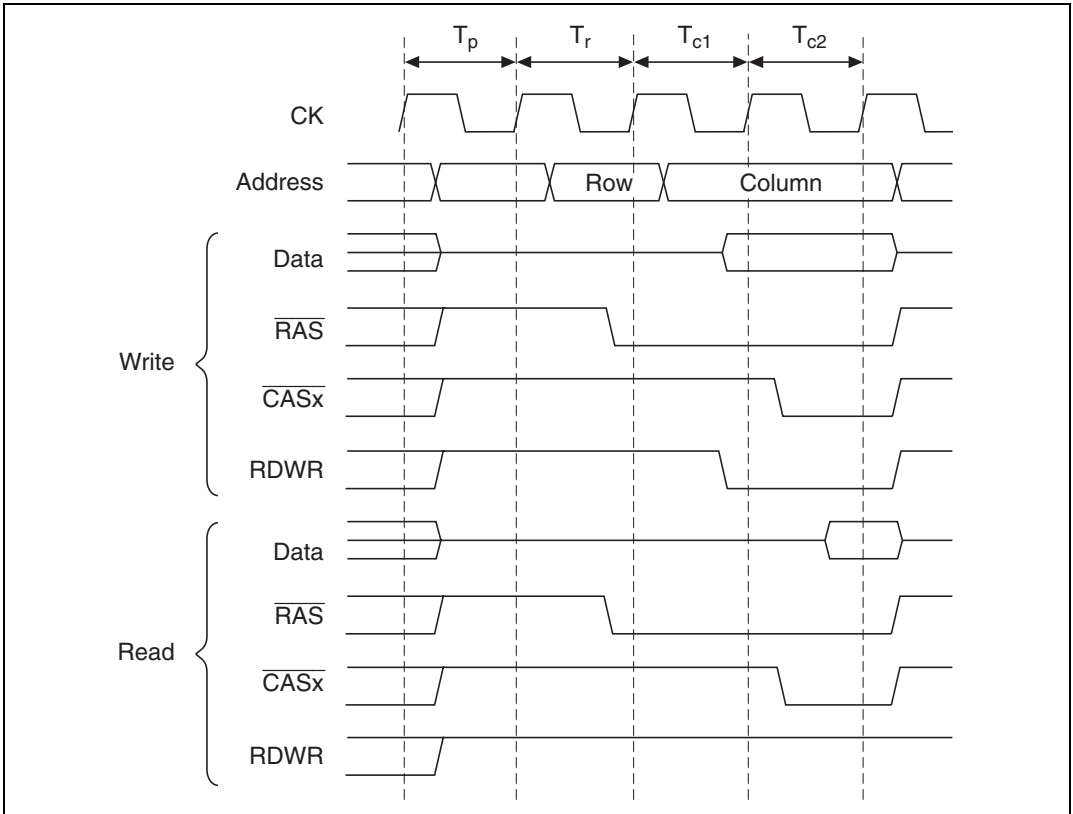 Tp Tr Tc1 Tc2
CK
Address Row Column
Data
RAS
Write
CASx
RDWR
Data
RAS
Read
CASx
RDWR